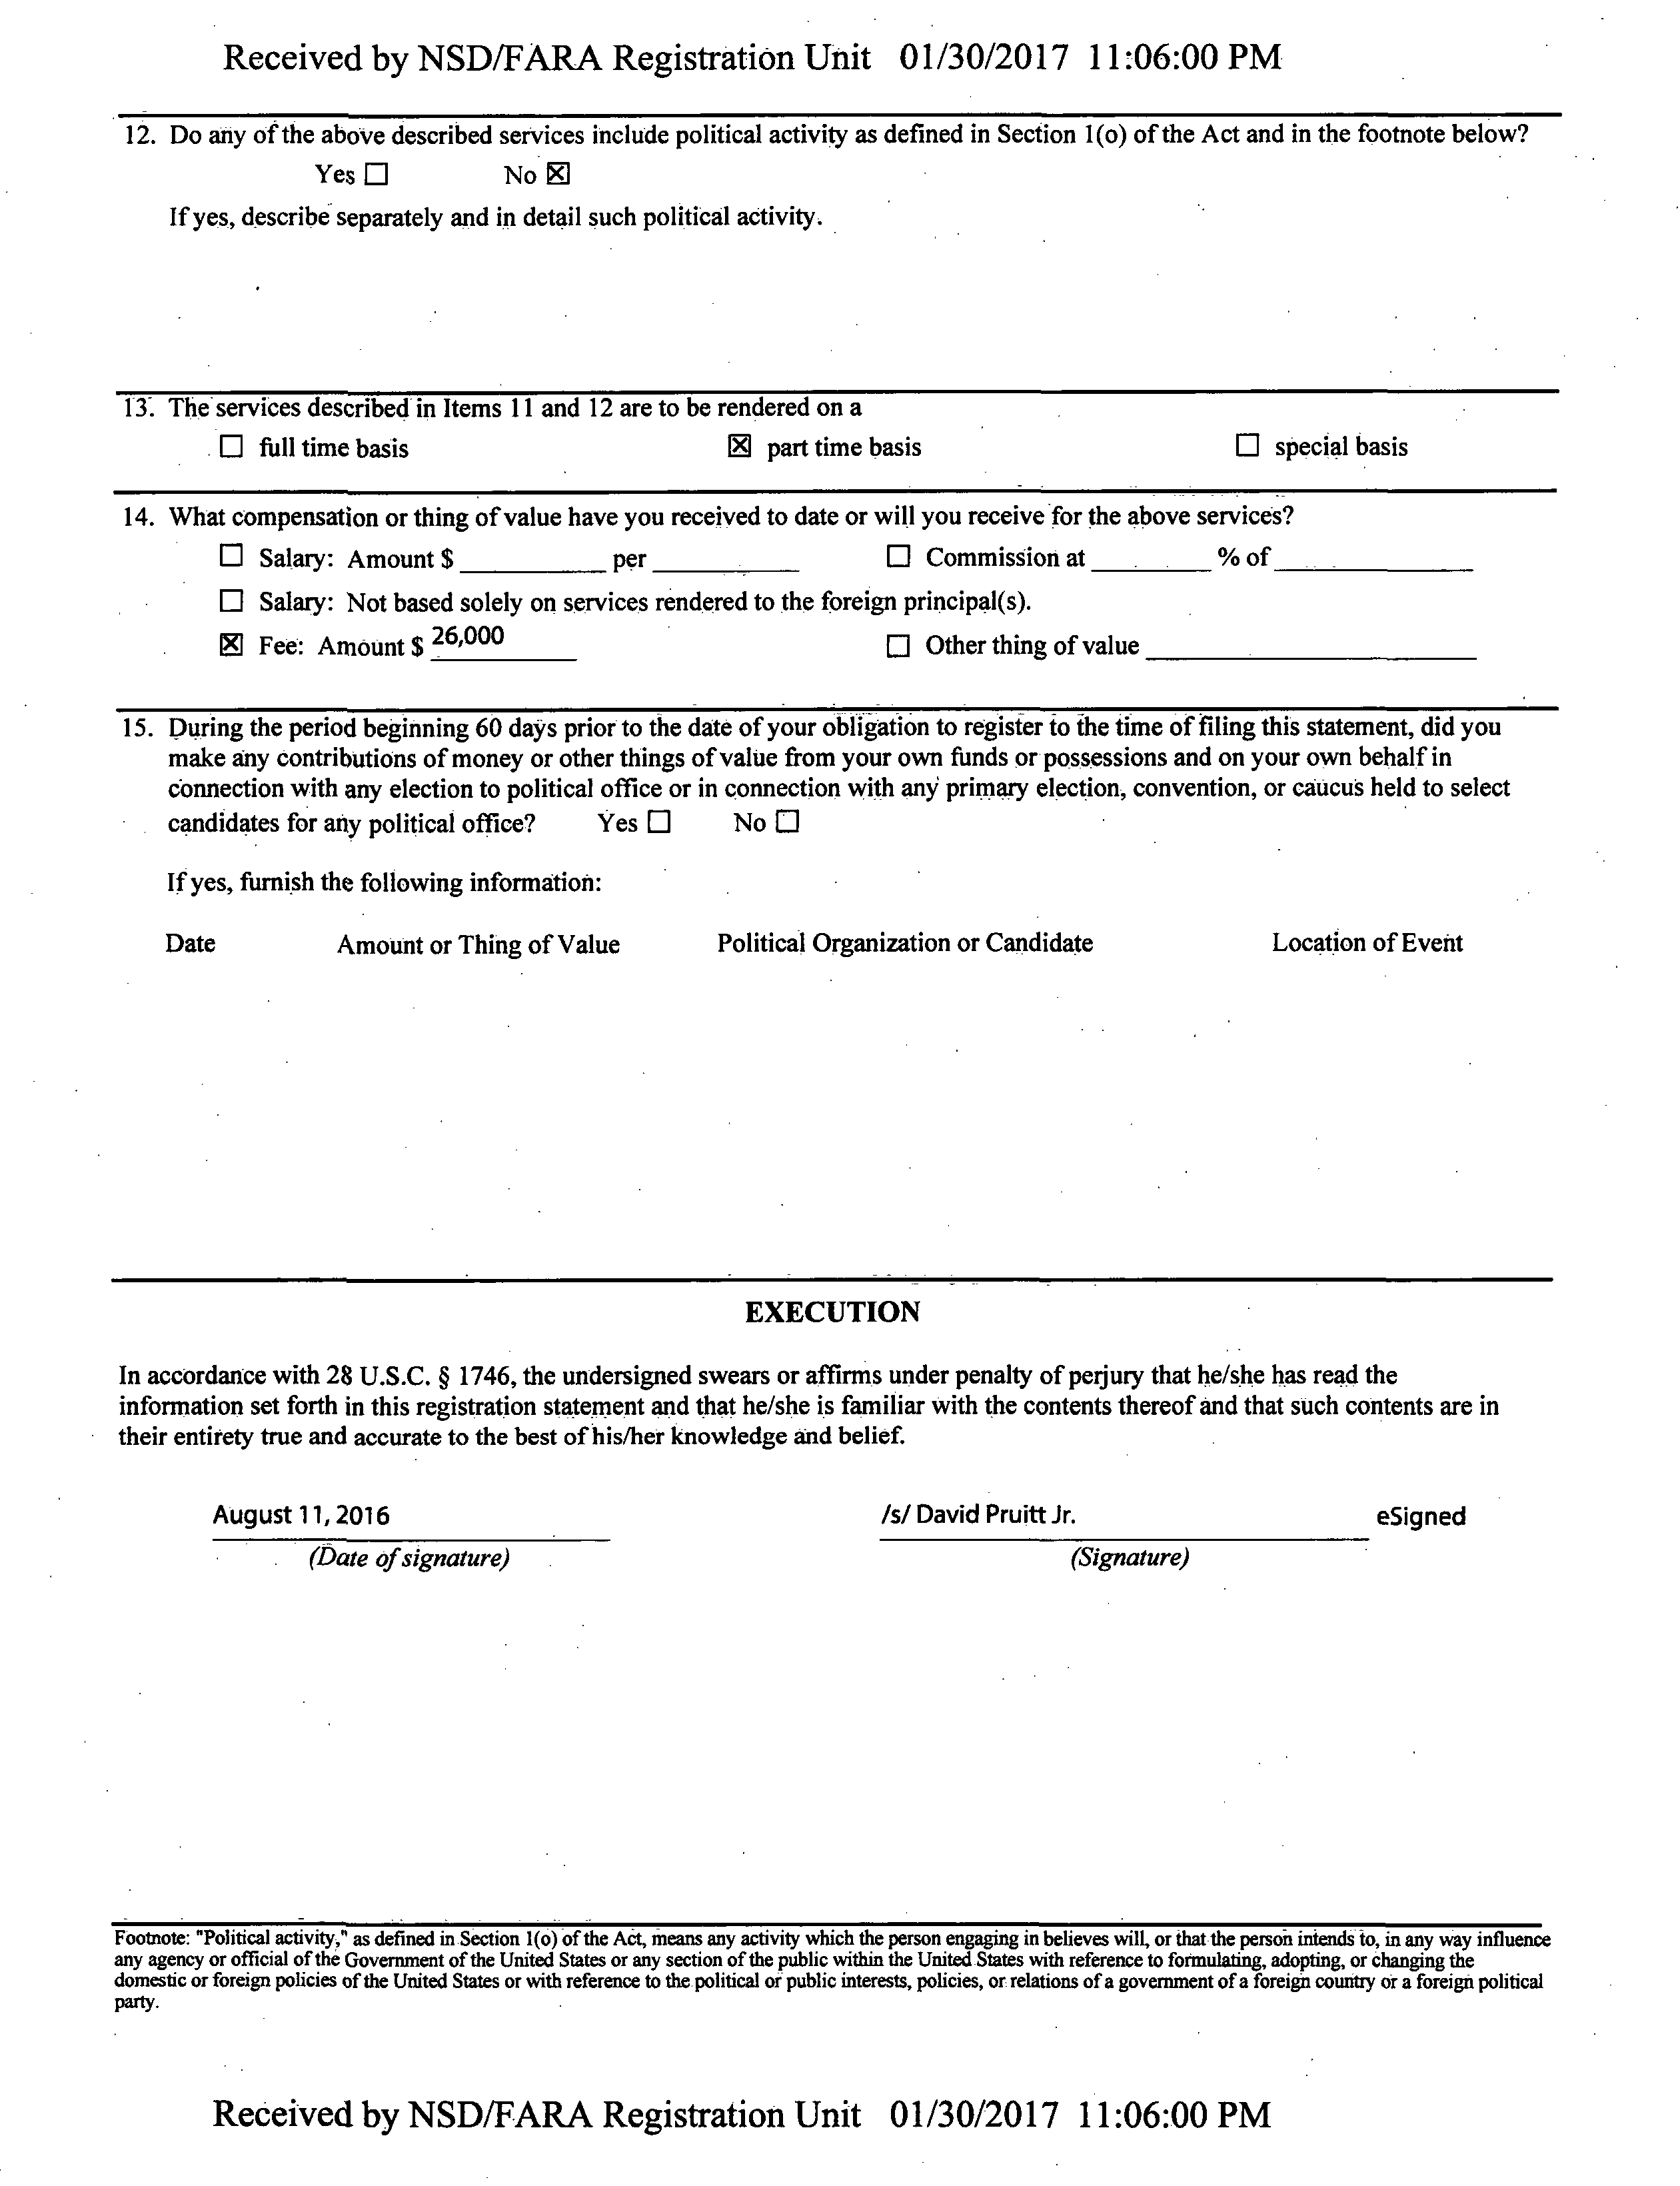 Received by NSD/FARA Registration Unit 01/30/2017 11:06:00 PM
12. Do any of the above described services include political activity as defined in Section 1(o) of the Act and in the footnote below?
Yes ☐ No ☒
If yes, describe separately and in detail such political activity.
13. The services described in Items 11 and 12 are to be rendered on a
☐ full time basis ☒ part time basis ☐ special basis
14. What compensation or thing of value have you received to date or will you receive for the above services?
☐ Salary: Amount $ __________ per __________ ☐ Commission at ________ % of ______________
☐ Salary: Not based solely on services rendered to the foreign principal(s).
☒ Fee: Amount $ 26,000 ☐ Other thing of value ______________________
15. During the period beginning 60 days prior to the date of your obligation to register to the time of filing this statement, did you
make any contributions of money or other things of value from your own funds or possessions and on your own behalf in
connection with any election to political office or in connection with any primary election, convention, or caucus held to select
candidates for any political office? Yes ☐ No ☐
If yes, furnish the following information:
Date Amount or Thing of Value Political Organization or Candidate Location of Event
EXECUTION
In accordance with 28 U.S.C. § 1746, the undersigned swears or affirms under penalty of perjury that he/she has read the
information set forth in this registration statement and that he/she is familiar with the contents thereof and that such contents are in
their entirety true and accurate to the best of his/her knowledge and belief.
August 11, 2016 /s/ David Pruitt Jr. eSigned
(Date of signature) (Signature)
Footnote: "Political activity," as defined in Section 1(o) of the Act, means any activity which the person engaging in believes will, or that the person intends to, in any way influence
any agency or official of the Government of the United States or any section of the public within the United States with reference to formulating, adopting, or changing the
domestic or foreign policies of the United States or with reference to the political or public interests, policies, or relations of a government of a foreign country or a foreign political
party.
Received by NSD/FARA Registration Unit 01/30/2017 11:06:00 PM